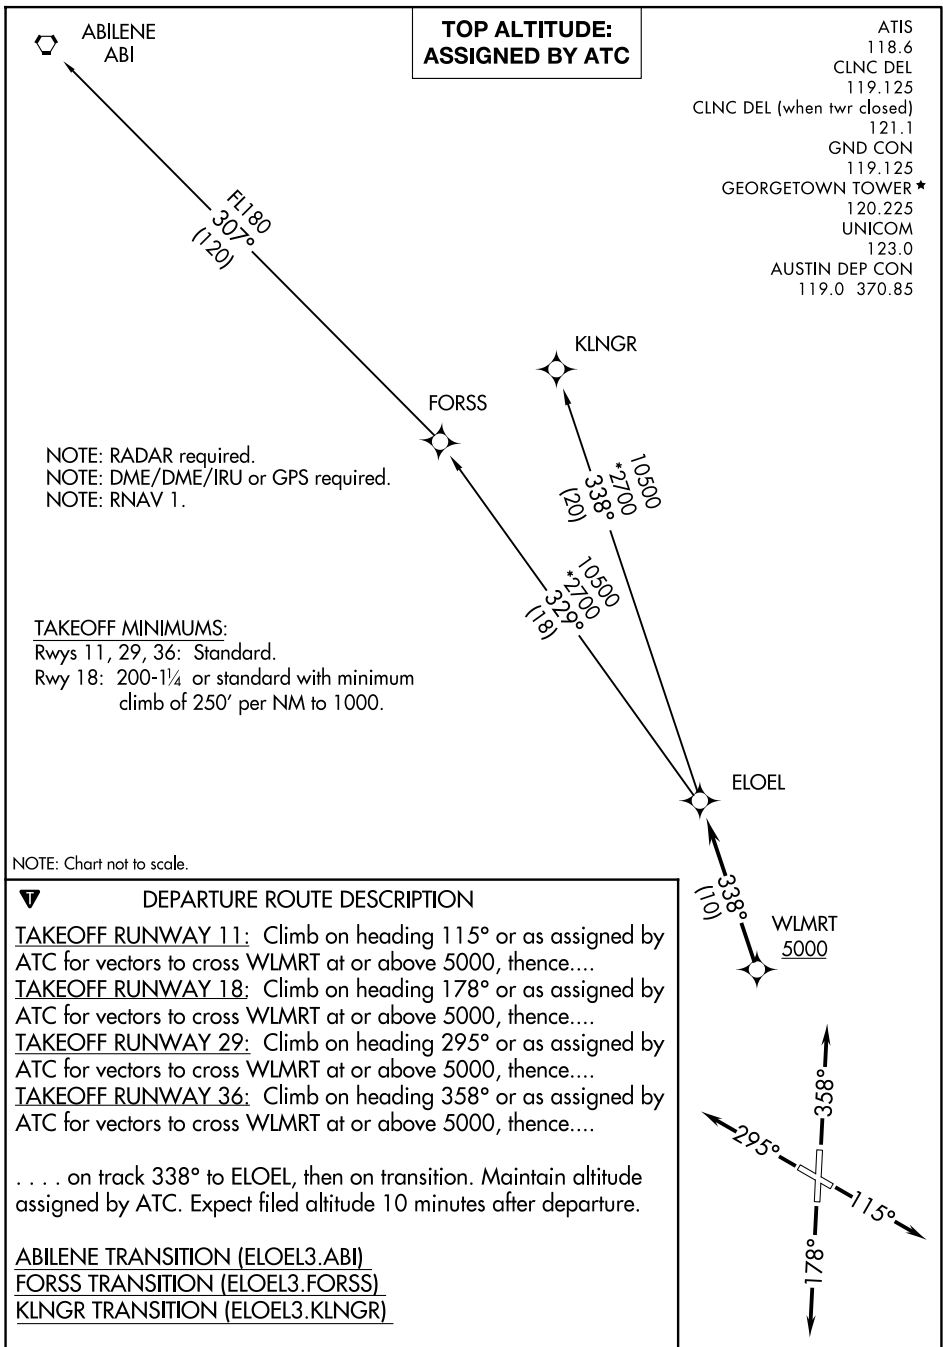 ABILENE
ABI
TOP ALTITUDE:
ASSIGNED BY ATC
ATIS
118.6
CLNC DEL
119.125
CLNC DEL (when twr closed)
121.1
GND CON
119.125
GEORGETOWN TOWER★
120.225
UNICOM
123.0
AUSTIN DEP CON
119.0 370.85
FL180
307°
(120)
KLNGR
FORSS
NOTE: RADAR required.
NOTE: DME/DME/IRU or GPS required.
NOTE: RNAV 1.
10500
*2700
338°
(20)
10500
*2700
329°
(18)
TAKEOFF MINIMUMS:
Rwys 11, 29, 36: Standard.
Rwy 18: 200-1¼ or standard with minimum
climb of 250' per NM to 1000.
ELOEL
NOTE: Chart not to scale.
338°
(10)
WLMRT
5000
T
DEPARTURE ROUTE DESCRIPTION
TAKEOFF RUNWAY 11: Climb on heading 115° or as assigned by
ATC for vectors to cross WLMRT at or above 5000, thence....
TAKEOFF RUNWAY 18: Climb on heading 178° or as assigned by
ATC for vectors to cross WLMRT at or above 5000, thence....
TAKEOFF RUNWAY 29: Climb on heading 295° or as assigned by
ATC for vectors to cross WLMRT at or above 5000, thence....
TAKEOFF RUNWAY 36: Climb on heading 358° or as assigned by
ATC for vectors to cross WLMRT at or above 5000, thence....
. . . . on track 338° to ELOEL, then on transition. Maintain altitude
assigned by ATC. Expect filed altitude 10 minutes after departure.
ABILENE TRANSITION (ELOEL3.ABI)
FORSS TRANSITION (ELOEL3.FORSS)
KLNGR TRANSITION (ELOEL3.KLNGR)
358°
295°
115°
178°